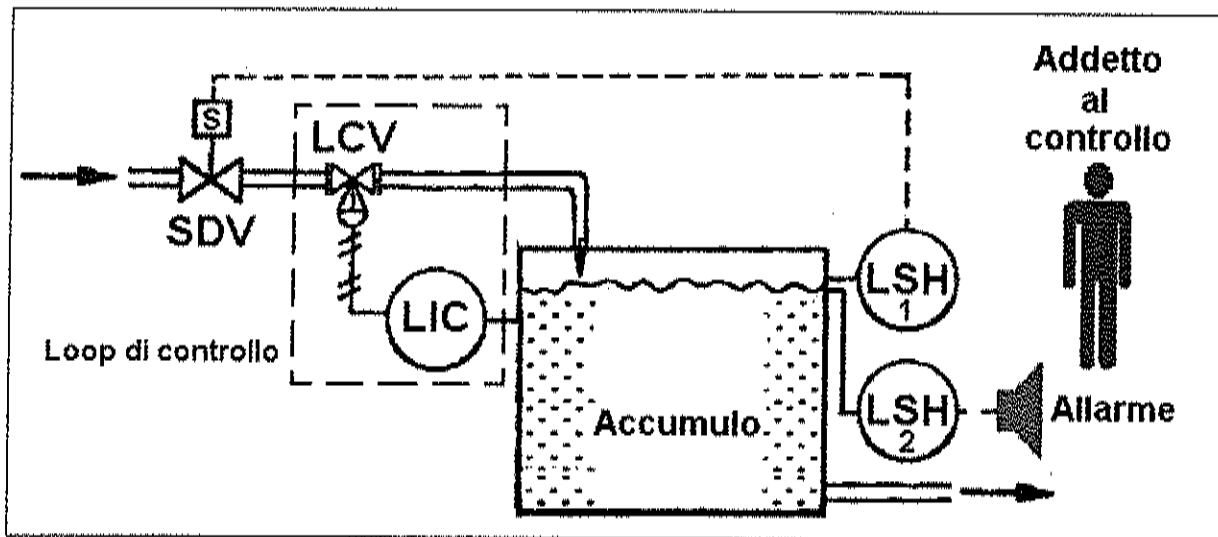 Addetto
al
controllo
S
LCV
SDV
LSH
1
LIC
Loop di controllo
LSH
2
Allarme
Accumulo